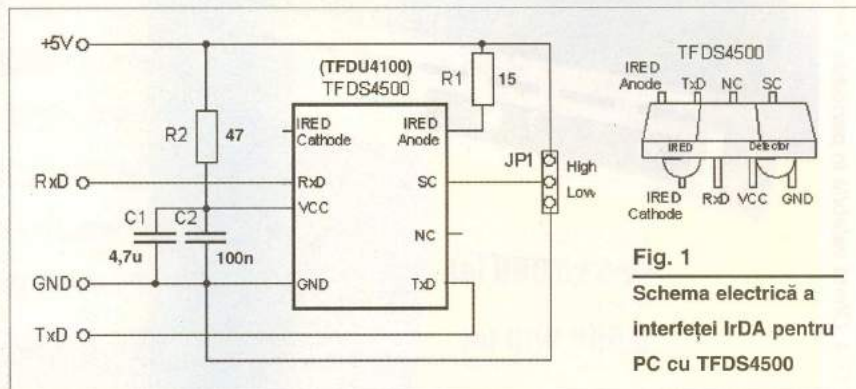 +5V
R2
47
RxD
C1
C2
4,7u
100n
GND
TxD
(TFDU4100)
TFDS4500
IRED
Cathode
IRED
Anode
RxD
SC
VCC
NC
GND
TxD
R1
15
JP1
High
Low
TFDS4500
IRED
Anode
TxD
NC
SC
IRED
Detector
IRED
Cathode
RxD
VCC
GND
Fig. 1
Schema electrică a
interfeței IrDA pentru
PC cu TFDS4500